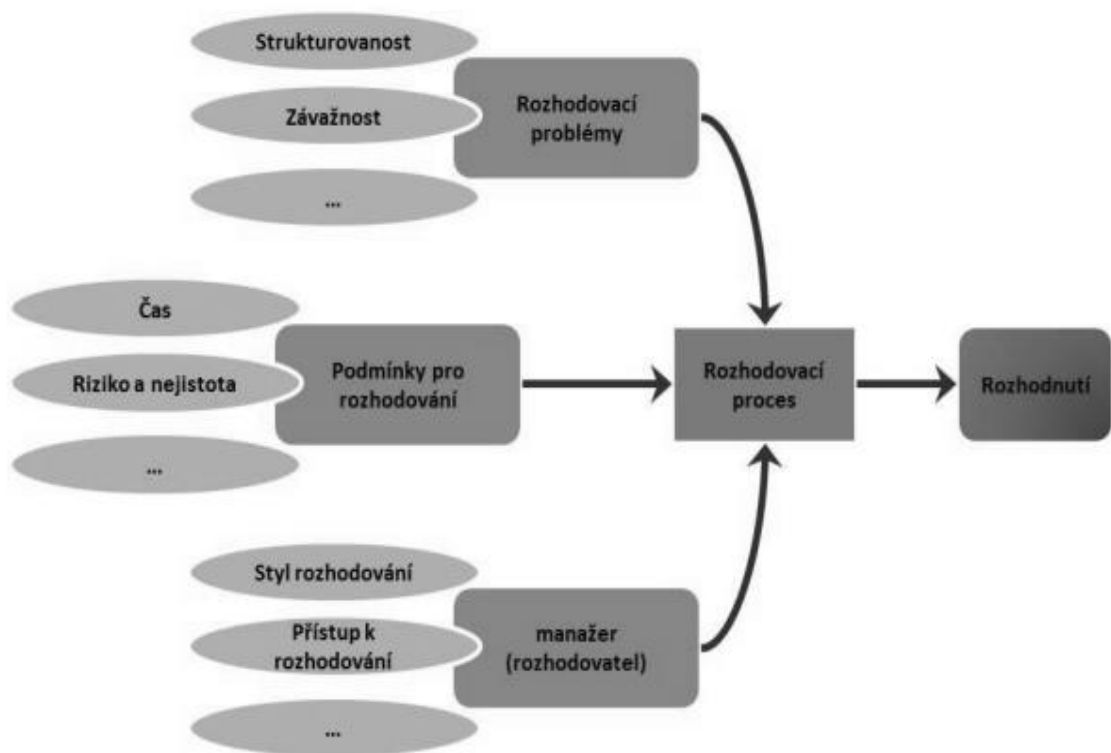 Strukturovanost
Závažnost
...
Rozhodovací
problémy
Čas
Riziko a nejistota
...
Podmínky pro
rozhodování
Rozhodovací
proces
Rozhodnutí
Styl rozhodování
Přístup k
rozhodování
...
manažer
(rozhodovatel)